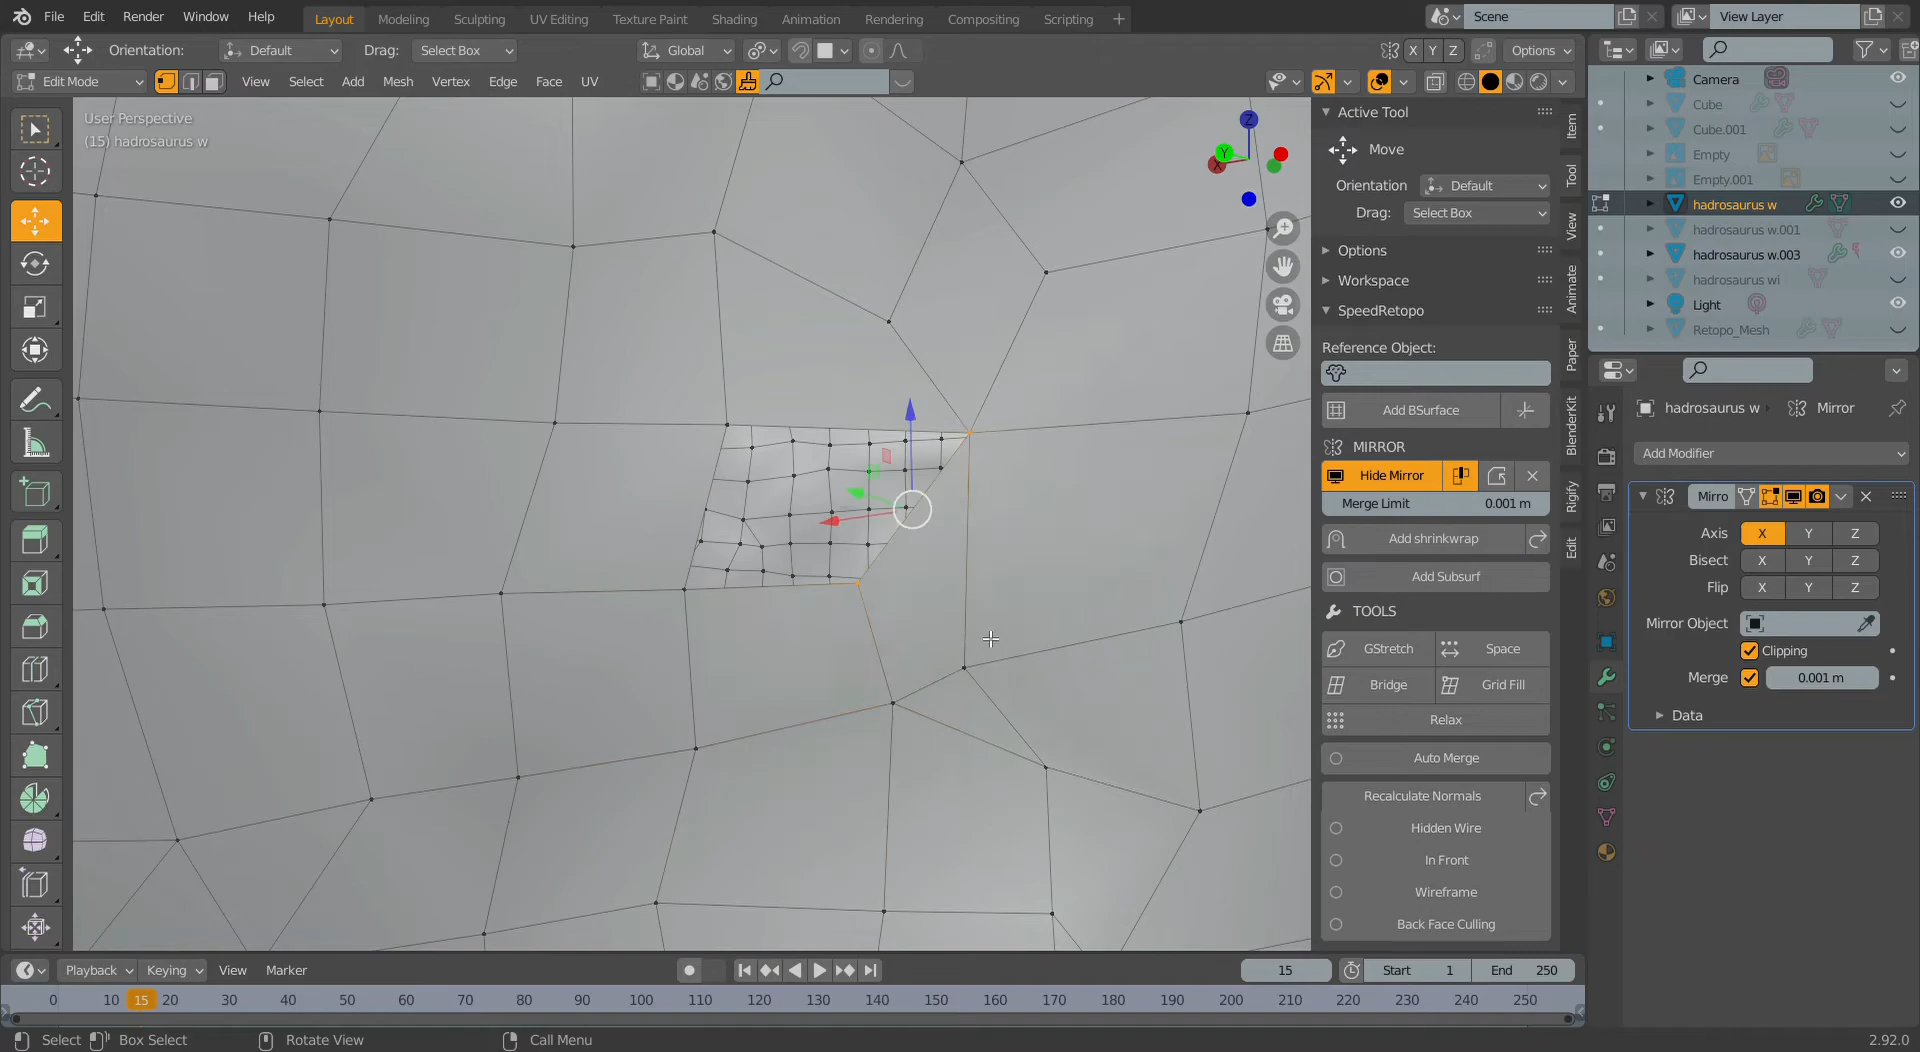 File Edit Render Window Help Layout Modeling Sculpting UV Editing Texture Paint Shading Animation Rendering Compositing Scripting + Scene View Layer
Orientation: Default Drag: Select Box Global X Y Z Options
Edit Mode View Select Add Mesh Vertex Edge Face UV
User Perspective
(15) hadrosaurus w
Z
Y
X
Active Tool
Move
Orientation Default
Drag: Select Box
Options
Workspace
SpeedRetopo
Reference Object:
Add BSurface
MIRROR
Hide Mirror
Merge Limit 0.001 m
Add shrinkwrap
Add Subsurf
TOOLS
GStretch Space
Bridge Grid Fill
Relax
Auto Merge
Recalculate Normals
Hidden Wire
In Front
Wireframe
Back Face Culling
Item
Tool
View
Animate
Paper
BlenderKit
Rigify
Edit
Camera
Cube
Cube.001
Empty
Empty.001
hadrosaurus w
hadrosaurus w.001
hadrosaurus w.003
hadrosaurus wi
Light
Retopo_Mesh
hadrosaurus w Mirror
Add Modifier
Mirro
Axis X Y Z
Bisect X Y Z
Flip X Y Z
Mirror Object
Clipping
Merge 0.001 m
Data
Playback Keying View Marker 15 Start 1 End 250
0 10 15 20 30 40 50 60 70 80 90 100 110 120 130 140 150 160 170 180 190 200 210 220 230 240 250
Select Box Select Rotate View Call Menu 2.92.0